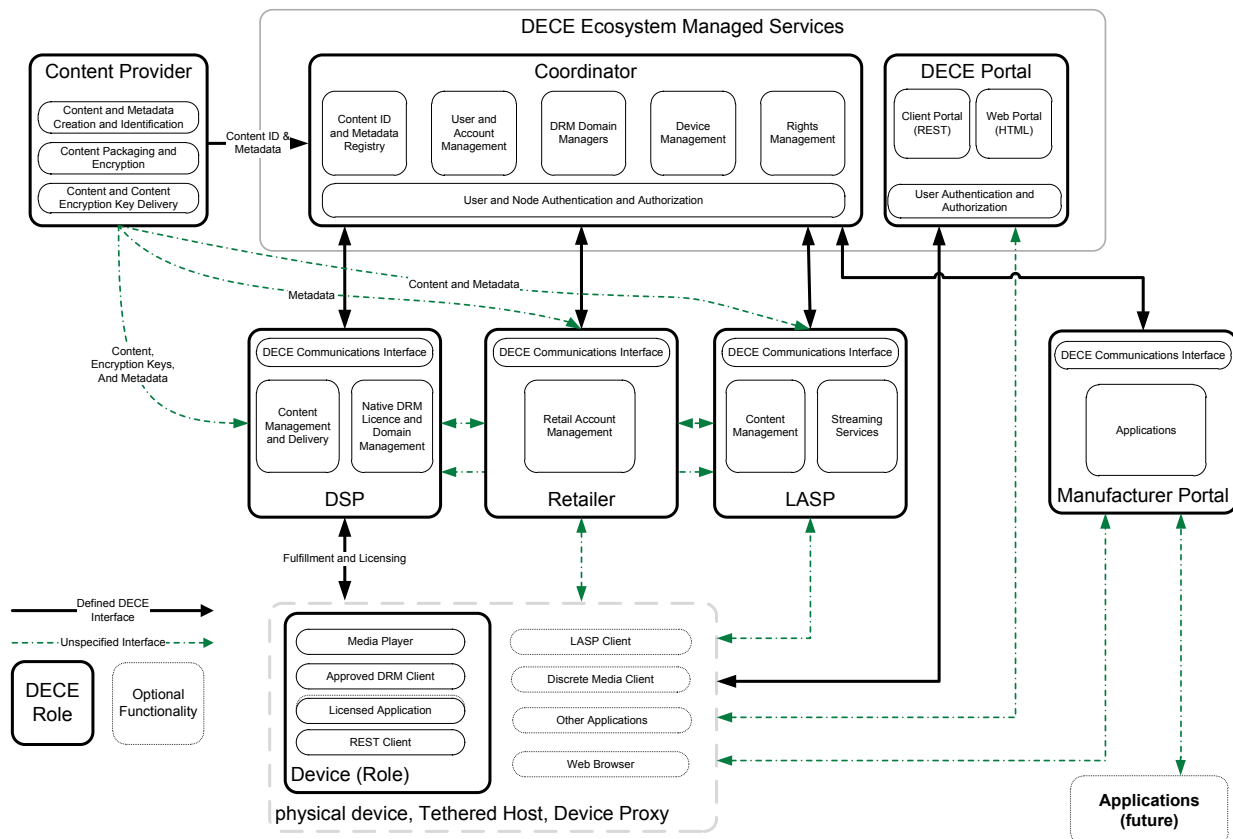 DECE Ecosystem Managed Services
Content Provider
Content and Metadata
Creation and Identification
Content Packaging and
Encryption
Content and Content
Encryption Key Delivery
Content ID &
Metadata
Coordinator
Content ID
and Metadata
Registry
User and
Account
Management
DRM Domain
Managers
Device
Management
Rights
Management
User and Node Authentication and Authorization
DECE Portal
Client Portal
(REST)
Web Portal
(HTML)
User Authentication and
Authorization
Content and Metadata
Metadata
Content,
Encryption Keys,
And Metadata
DECE Communications Interface
Content
Management
and Delivery
Native DRM
Licence and
Domain
Management
DSP
DECE Communications Interface
Retail Account
Management
Retailer
DECE Communications Interface
Content
Management
Streaming
Services
LASP
DECE Communications Interface
Applications
Manufacturer Portal
Fulfillment and Licensing
Defined DECE
Interface
Unspecified Interface
DECE
Role
Optional
Functionality
Media Player
Approved DRM Client
Licensed Application
REST Client
Device (Role)
LASP Client
Discrete Media Client
Other Applications
Web Browser
physical device, Tethered Host, Device Proxy
Applications
(future)